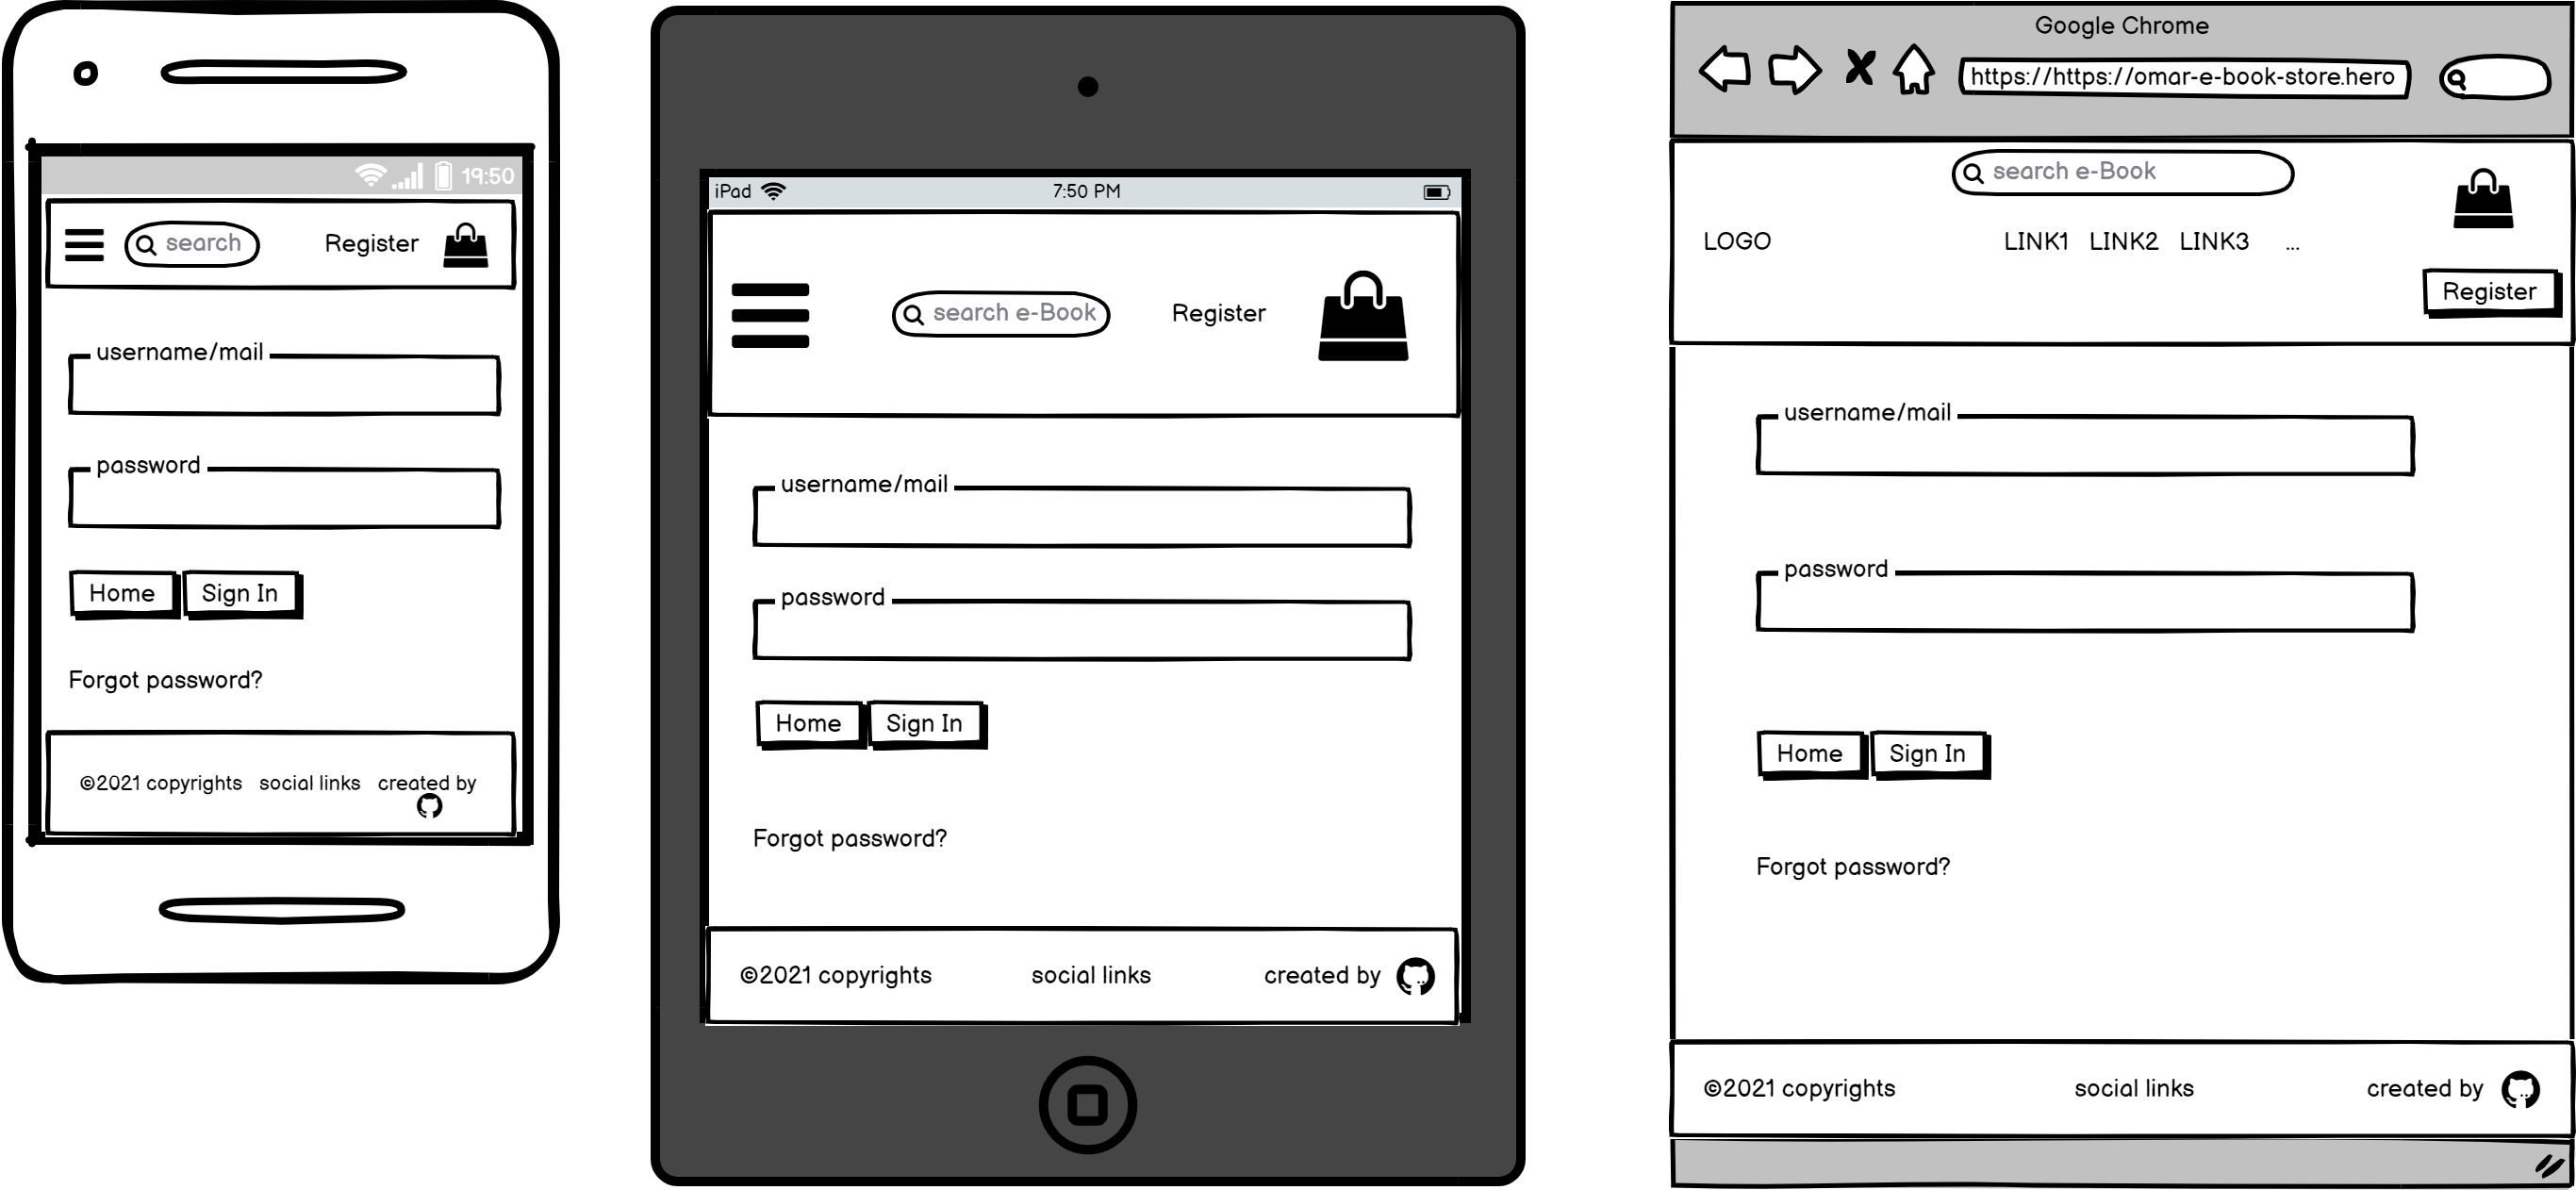 19:50
search
Register
username/mail
password
Home Sign In
Forgot password?
©2021 copyrights social links created by
iPad 7:50 PM
search e-Book Register
username/mail
password
Home Sign In
Forgot password?
©2021 copyrights social links created by
Google Chrome
https://https://omar-e-book-store.hero
search e-Book
LOGO LINK1 LINK2 LINK3 ...
Register
username/mail
password
Home Sign In
Forgot password?
©2021 copyrights social links created by